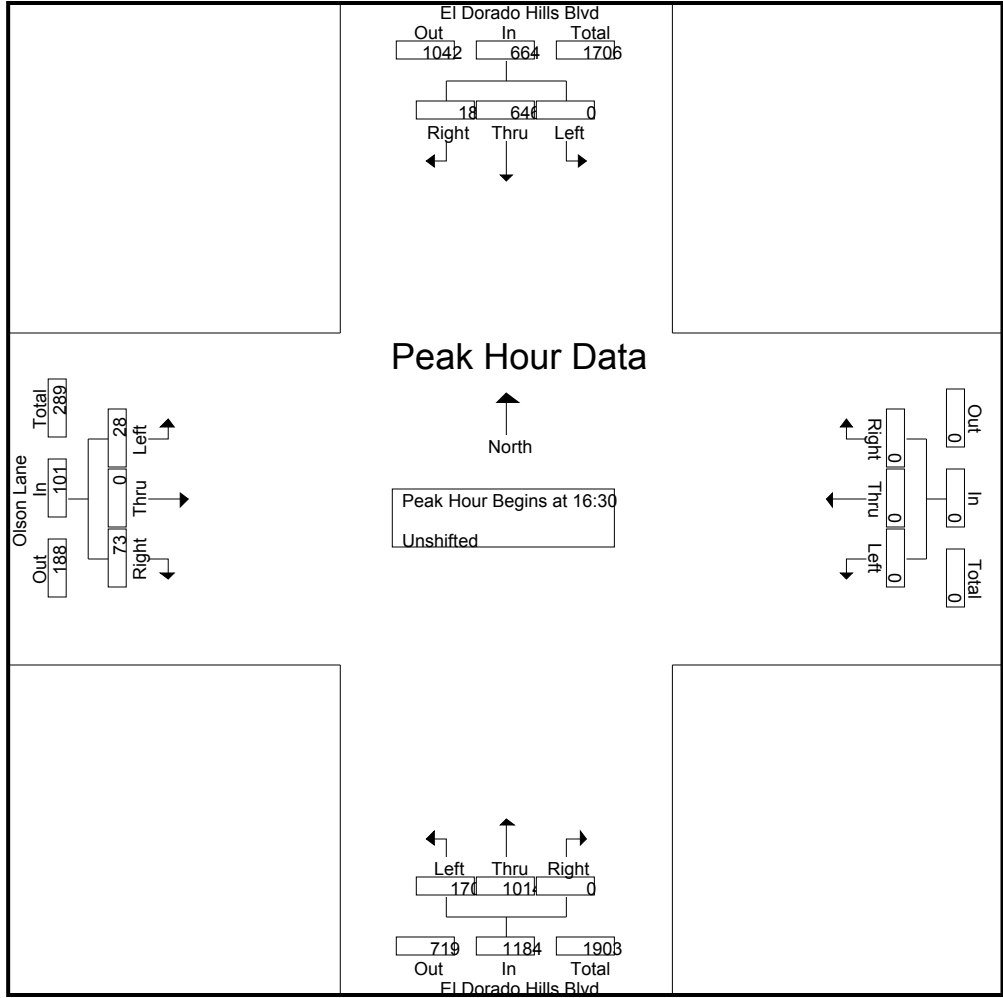 El Dorado Hills Blvd
Out In Total
1042 664 1706
18 646 0
Right Thru Left
Peak Hour Data
North
Peak Hour Begins at 16:30
Unshifted
Olson Lane
Total In Out
289 101 188
28 0 73
Left Thru Right
Right Thru Left
0 0 0
Out In Total
0 0 0
Left Thru Right
170 1014 0
719 1184 1903
Out In Total
El Dorado Hills Blvd